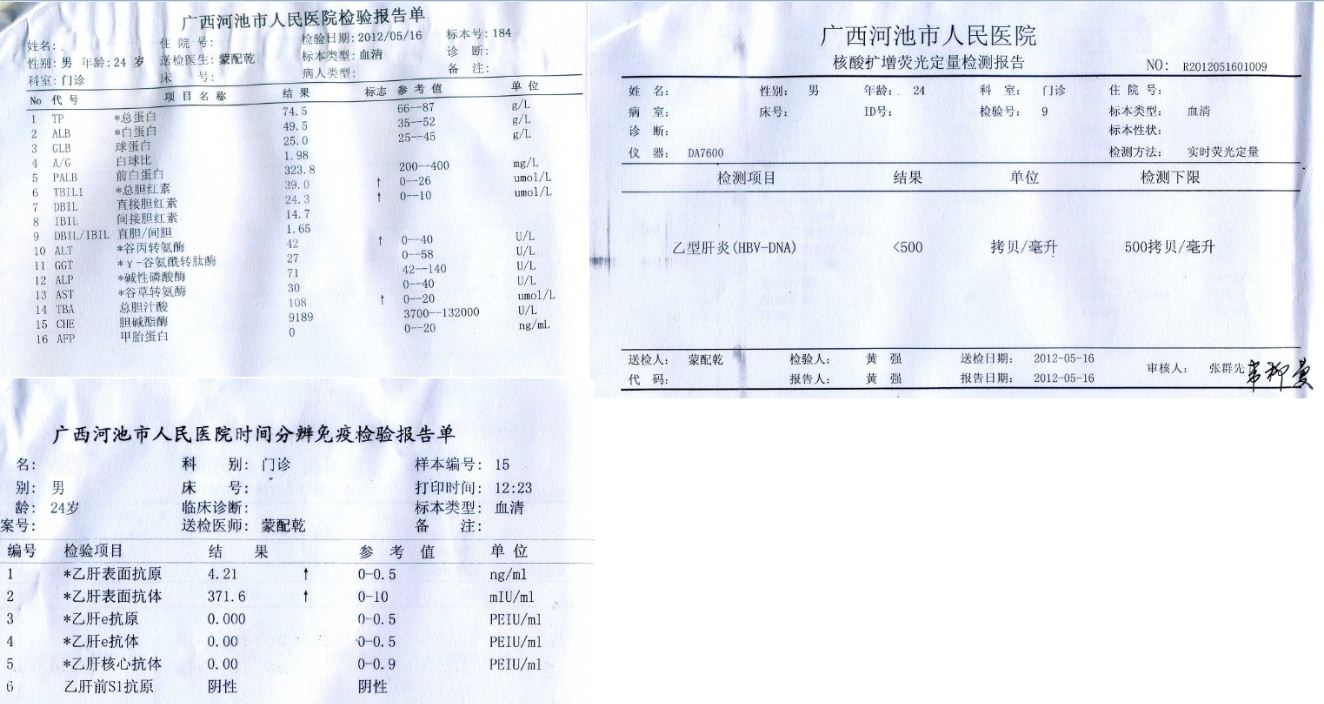 广西河池市人民医院检验报告单
姓名: 住院号: 检验日期:2012/05/16 标本号:184
性别:男 年龄:24 岁 送检医生:蒙配乾 标本类型:血清 诊 断:
科室:门诊 床 号: 病人类型: 备 注:
No 代 号 项 目 名 称 结 果 标志 参 考 值 单 位
1 TP *总蛋白 74.5 66--87 g/L
2 ALB *白蛋白 49.5 35--52 g/L
3 GLB 球蛋白 25.0 25--45 g/L
4 A/G 白球比 1.98
5 PALB 前白蛋白 323.8 200--400 mg/L
6 TBIL1 *总胆红素 39.0 ↑ 0--26 umol/L
7 DBIL 直接胆红素 24.3 ↑ 0--10 umol/L
8 IBIL 间接胆红素 14.7
9 DBIL/IBIL 直胆/间胆 1.65
10 ALT *谷丙转氨酶 42 ↑ 0--40 U/L
11 GGT *γ-谷氨酰转肽酶 27 0--58 U/L
12 ALP *碱性磷酸酶 71 42--140 U/L
13 AST *谷草转氨酶 30 0--40 U/L
14 TBA 总胆汁酸 108 ↑ 0--20 umol/L
15 CHE 胆碱酯酶 9189 3700--132000 U/L
16 AFP 甲胎蛋白 0 0--20 ng/mL
广西河池市人民医院
核酸扩增荧光定量检测报告
NO: R2012051601009
姓 名: 性别: 男 年龄: 24 科 室: 门诊 住 院 号:
病 室: 床号: ID号: 检验号: 9 标本类型: 血清
诊 断: 标本性状:
仪 器: DA7600 检测方法: 实时荧光定量
检测项目 结果 单位 检测下限
乙型肝炎(HBV-DNA) <500 拷贝/毫升 500拷贝/毫升
送检人: 蒙配乾 检验人: 黄 强 送检日期: 2012-05-16 审核人: 张群先
代 码: 报告人: 黄 强 报告日期: 2012-05-16
广西河池市人民医院时间分辨免疫检验报告单
名: 科 别: 门诊 样本编号: 15
别: 男 床 号: 打印时间: 12:23
龄: 24岁 临床诊断: 标本类型: 血清
案号: 送检医师: 蒙配乾 备 注:
编号 检验项目 结 果 参 考 值 单 位
1 *乙肝表面抗原 4.21 ↑ 0-0.5 ng/ml
2 *乙肝表面抗体 371.6 ↑ 0-10 mIU/ml
3 *乙肝e抗原 0.000 0-0.5 PEIU/ml
4 *乙肝e抗体 0.00 0-0.5 PEIU/ml
5 *乙肝核心抗体 0.00 0-0.9 PEIU/ml
6 乙肝前S1抗原 阴性 阴性